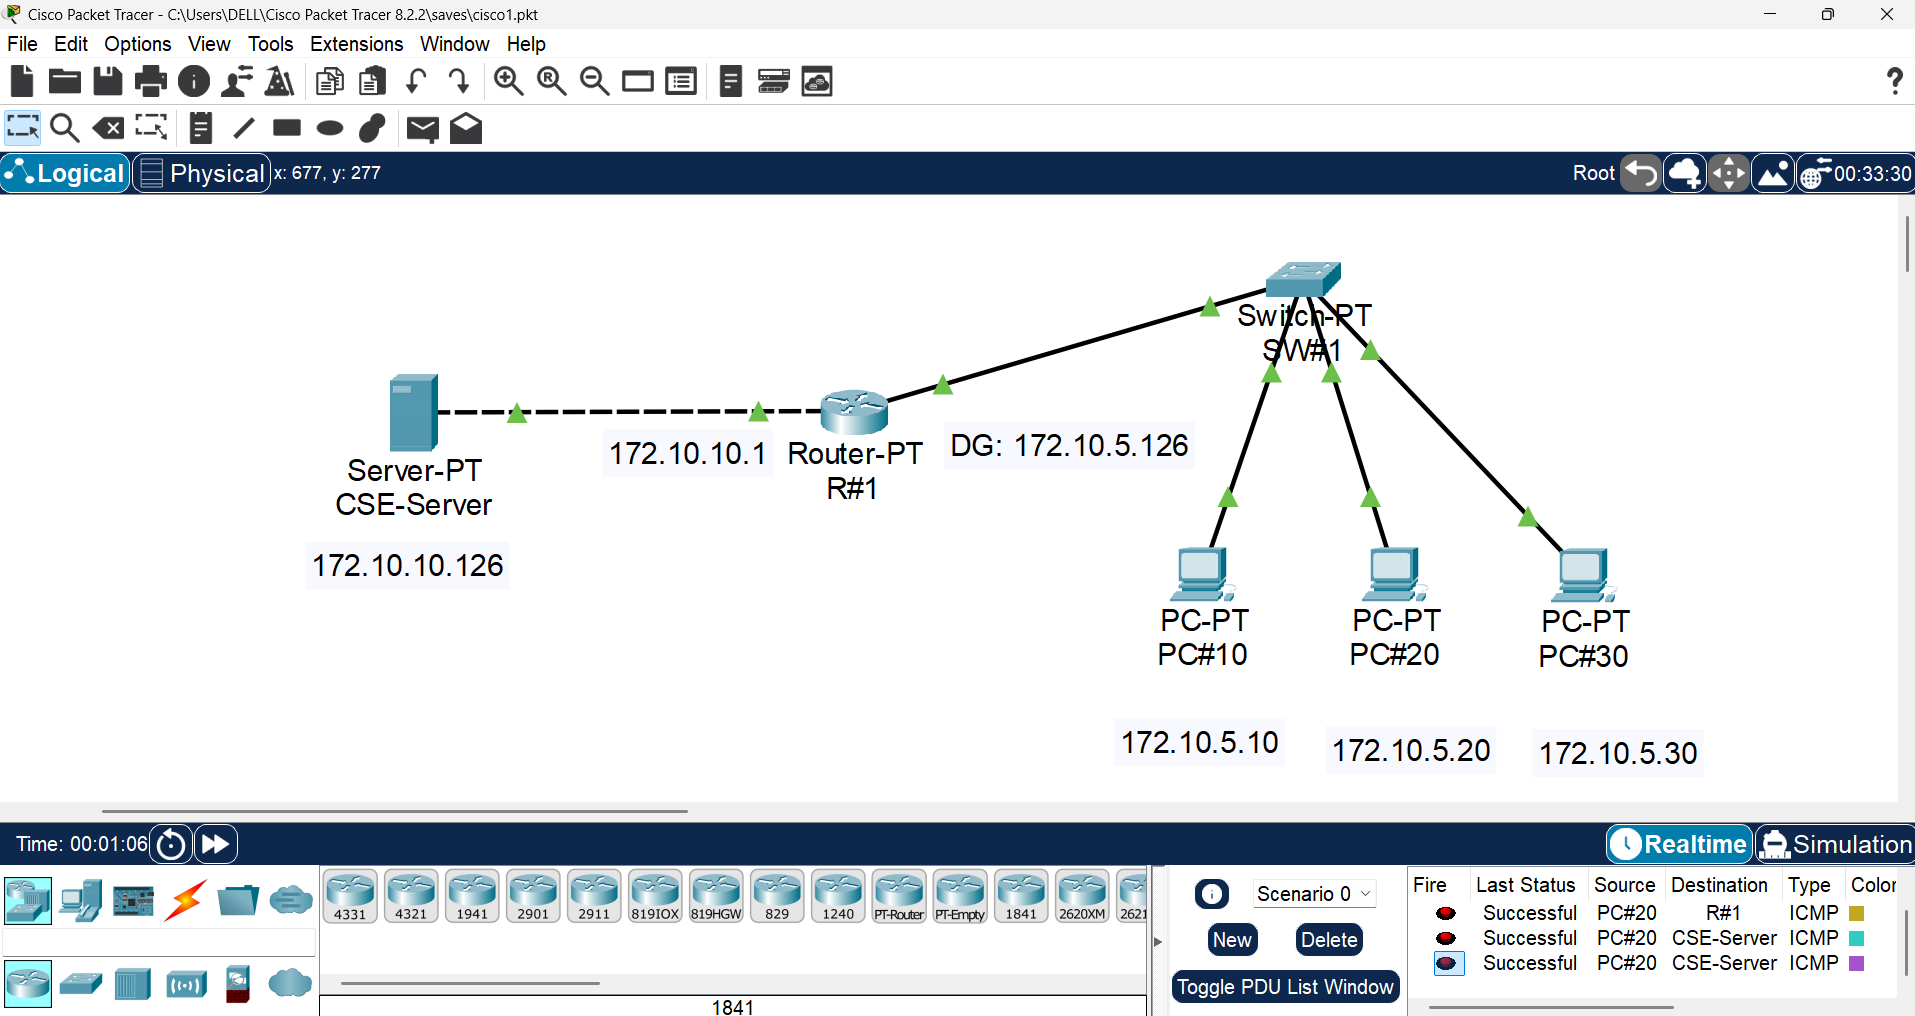 Cisco Packet Tracer - C:\Users\DELL\Cisco Packet Tracer 8.2.2\saves\cisco1.pkt
File Edit Options View Tools Extensions Window Help
Logical Physical x: 677, y: 277 Root 00:33:30
Switch-PT
SW#1
172.10.10.1 Router-PT DG: 172.10.5.126
R#1
Server-PT
CSE-Server
172.10.10.126
PC-PT PC-PT PC-PT
PC#10 PC#20 PC#30
172.10.5.10 172.10.5.20 172.10.5.30
Time: 00:01:06 Realtime Simulation
4331 4321 1941 2901 2911 819IOX 819HGW 829 1240 PT-Router PT-Empty 1841 2620XM 2621
1841
Scenario 0
New Delete
Toggle PDU List Window
Fire Last Status Source Destination Type Color
Successful PC#20 R#1 ICMP
Successful PC#20 CSE-Server ICMP
Successful PC#20 CSE-Server ICMP